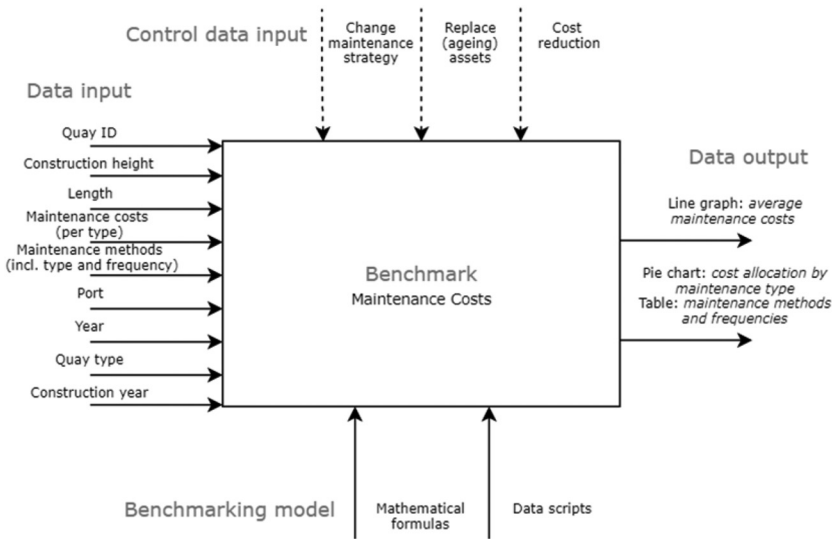 Control data input
Change
maintenance
strategy
Replace
(ageing)
assets
Cost
reduction
Data input
Quay ID
Construction height
Length
Maintenance costs
(per type)
Maintenance methods
(incl. type and frequency)
Port
Year
Quay type
Construction year
Benchmark
Maintenance Costs
Data output
Line graph: average
maintenance costs
Pie chart: cost allocation by
maintenance type
Table: maintenance methods
and frequencies
Benchmarking model
Mathematical
formulas
Data scripts